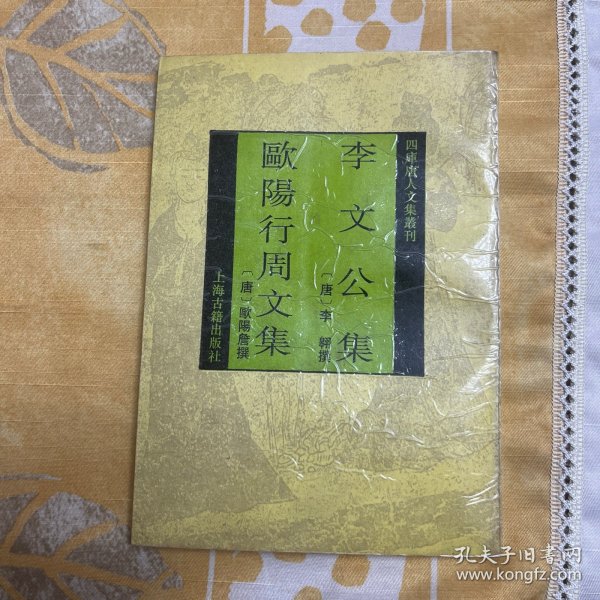 四庫唐人文集叢刊
李文公集
〔唐〕李翱撰
歐陽行周文集
〔唐〕歐陽詹撰
上海古籍出版社
孔夫子旧书网
www.kongfz.com